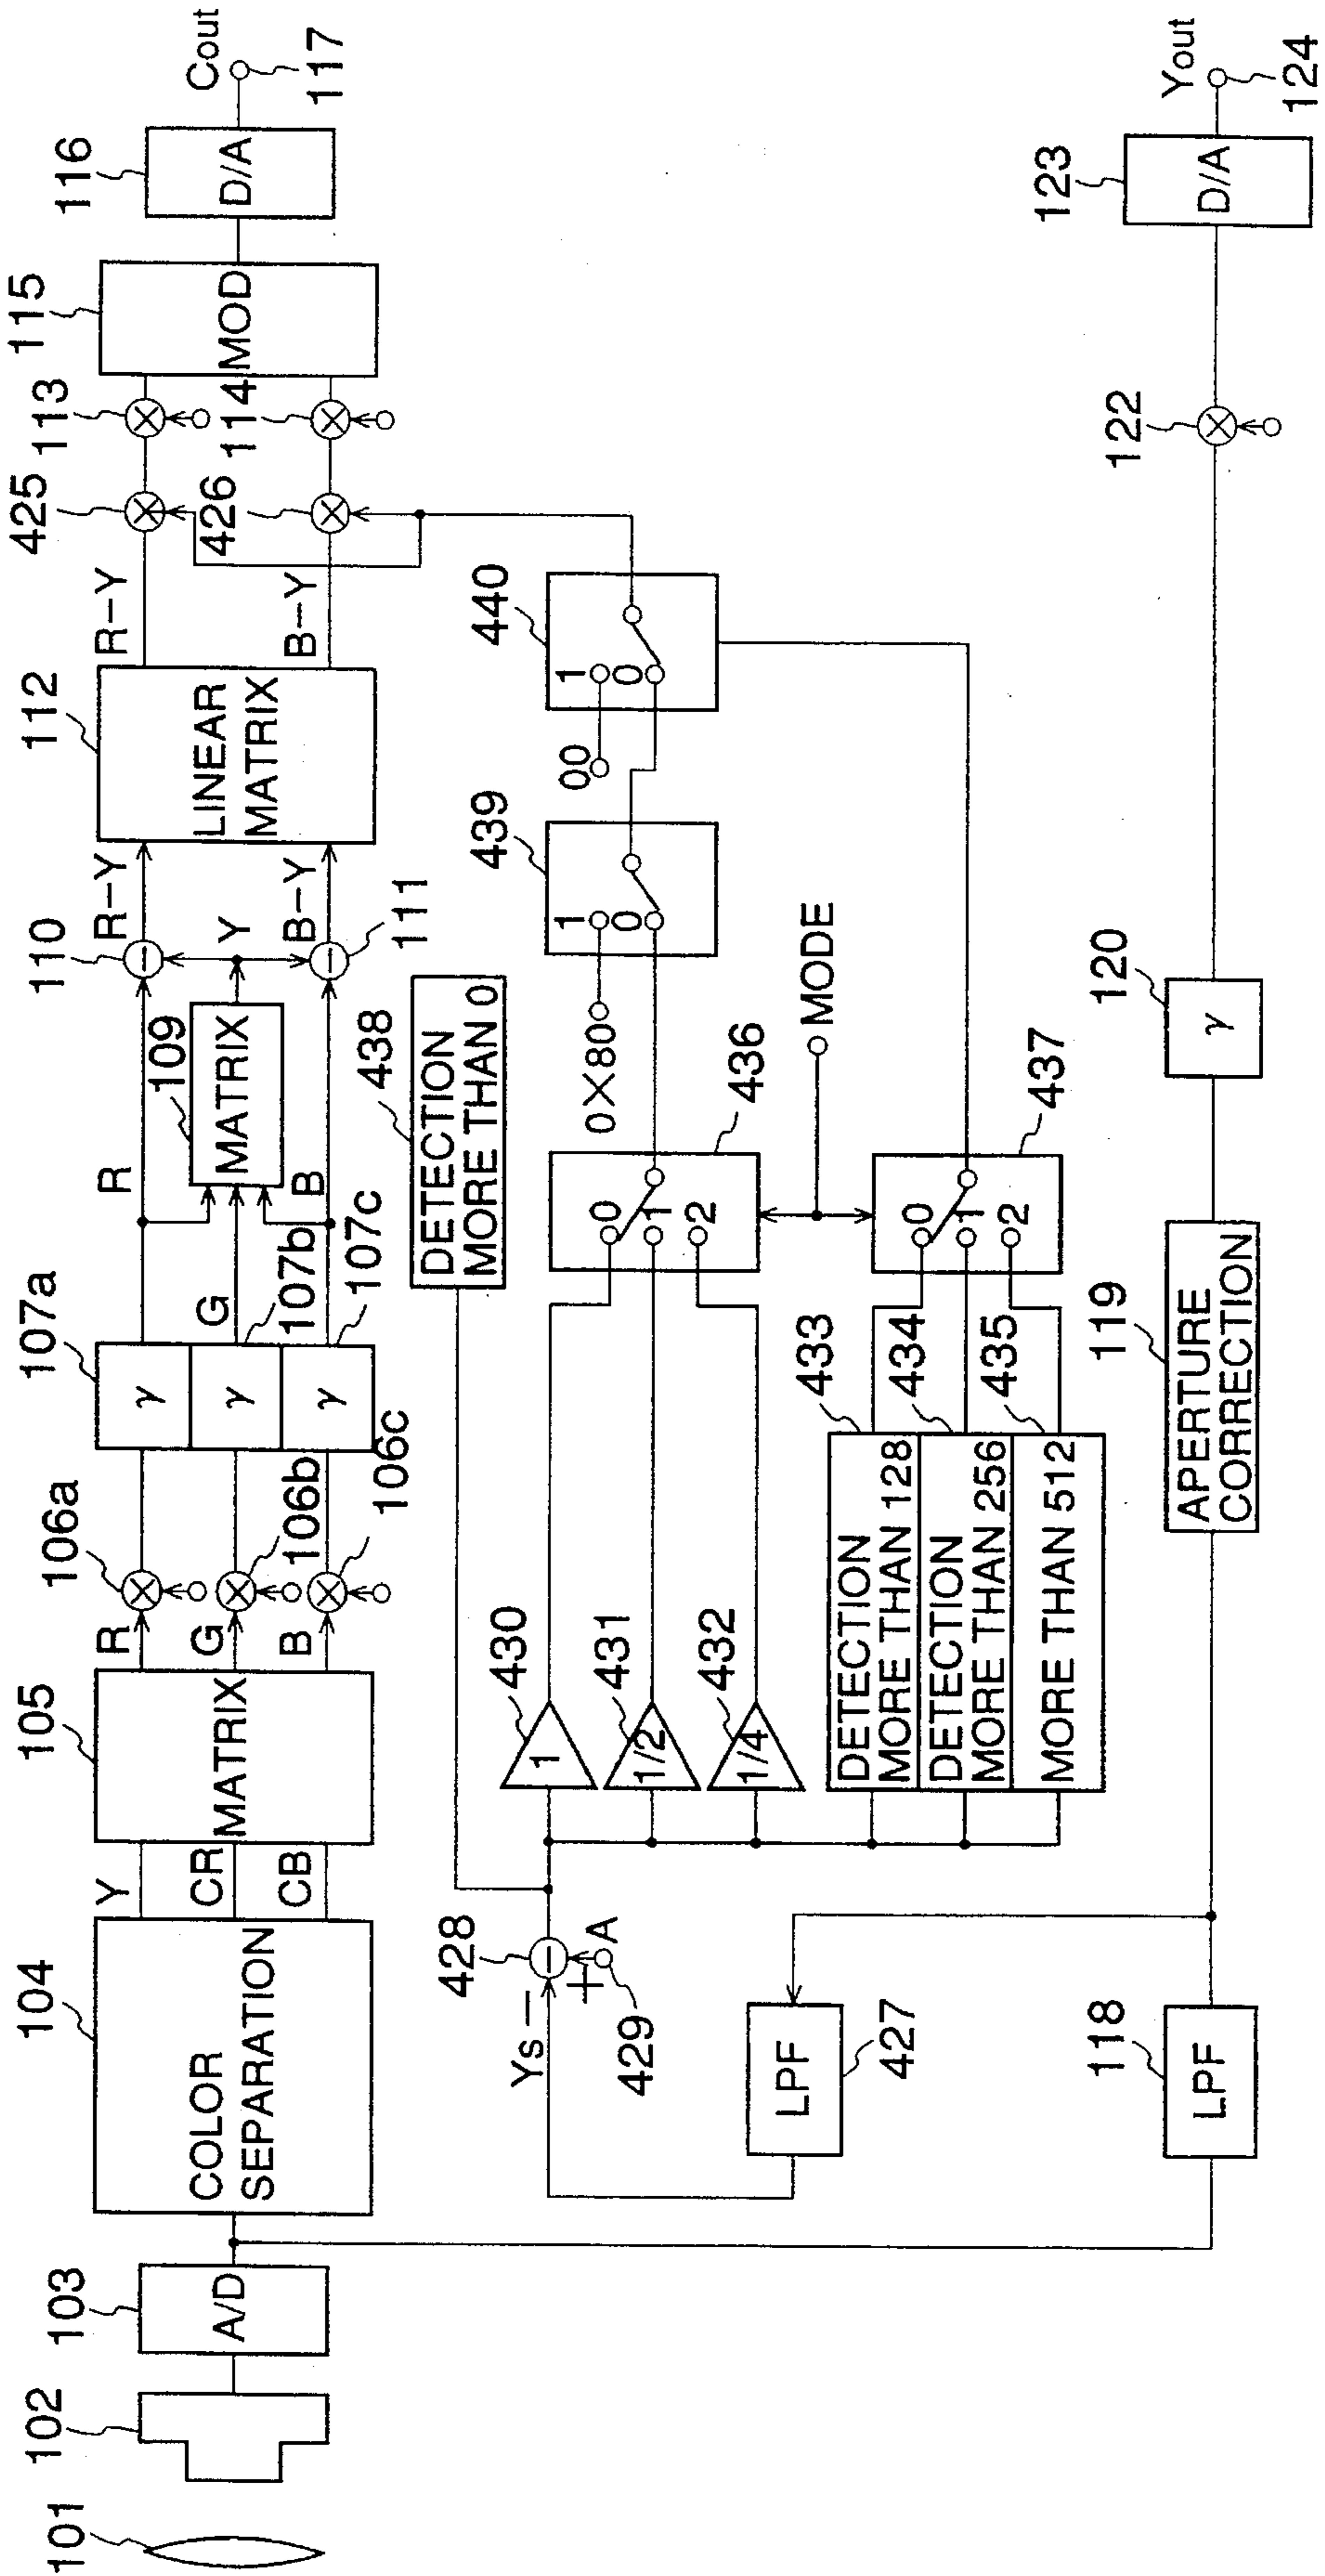 101
102
103
A/D
104
COLOR
SEPARATION
Y
CR
CB
105
MATRIX
R
G
B
106a
106b
106c
107a
γ
γ
γ
107b
107c
R
G
B
109
MATRIX
110
Y
111
R-Y
B-Y
112
LINEAR
MATRIX
R-Y
B-Y
425
426
113
114
115
MOD
116
D/A
Cout
117
438
DETECTION
MORE THAN 0
428
Ys
−
+
A
429
430
1
431
1/2
432
1/4
436
0
1
2
0×80
439
1
0
00
440
1
0
MODE
433
DETECTION
MORE THAN 128
434
DETECTION
MORE THAN 256
435
MORE THAN 512
437
0
1
2
LPF
427
118
LPF
119
APERTURE
CORRECTION
120
γ
122
123
D/A
Yout
124